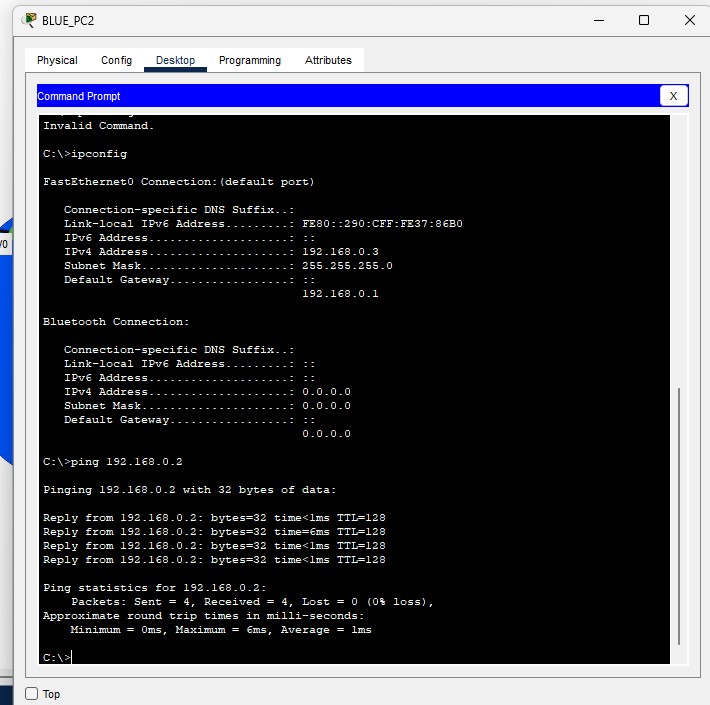 BLUE_PC2
Physical Config Desktop Programming Attributes
Command Prompt X
Invalid Command.
C:\>ipconfig
FastEthernet0 Connection:(default port)
Connection-specific DNS Suffix..:
Link-local IPv6 Address.........: FE80::290:CFF:FE37:86B0
IPv6 Address....................: ::
IPv4 Address....................: 192.168.0.3
Subnet Mask.....................: 255.255.255.0
Default Gateway.................: ::
192.168.0.1
Bluetooth Connection:
Connection-specific DNS Suffix..:
Link-local IPv6 Address.........: ::
IPv6 Address....................: ::
IPv4 Address....................: 0.0.0.0
Subnet Mask.....................: 0.0.0.0
Default Gateway.................: ::
0.0.0.0
C:\>ping 192.168.0.2
Pinging 192.168.0.2 with 32 bytes of data:
Reply from 192.168.0.2: bytes=32 time<1ms TTL=128
Reply from 192.168.0.2: bytes=32 time=6ms TTL=128
Reply from 192.168.0.2: bytes=32 time<1ms TTL=128
Reply from 192.168.0.2: bytes=32 time<1ms TTL=128
Ping statistics for 192.168.0.2:
Packets: Sent = 4, Received = 4, Lost = 0 (0% loss),
Approximate round trip times in milli-seconds:
Minimum = 0ms, Maximum = 6ms, Average = 1ms
C:\>
Top
/0